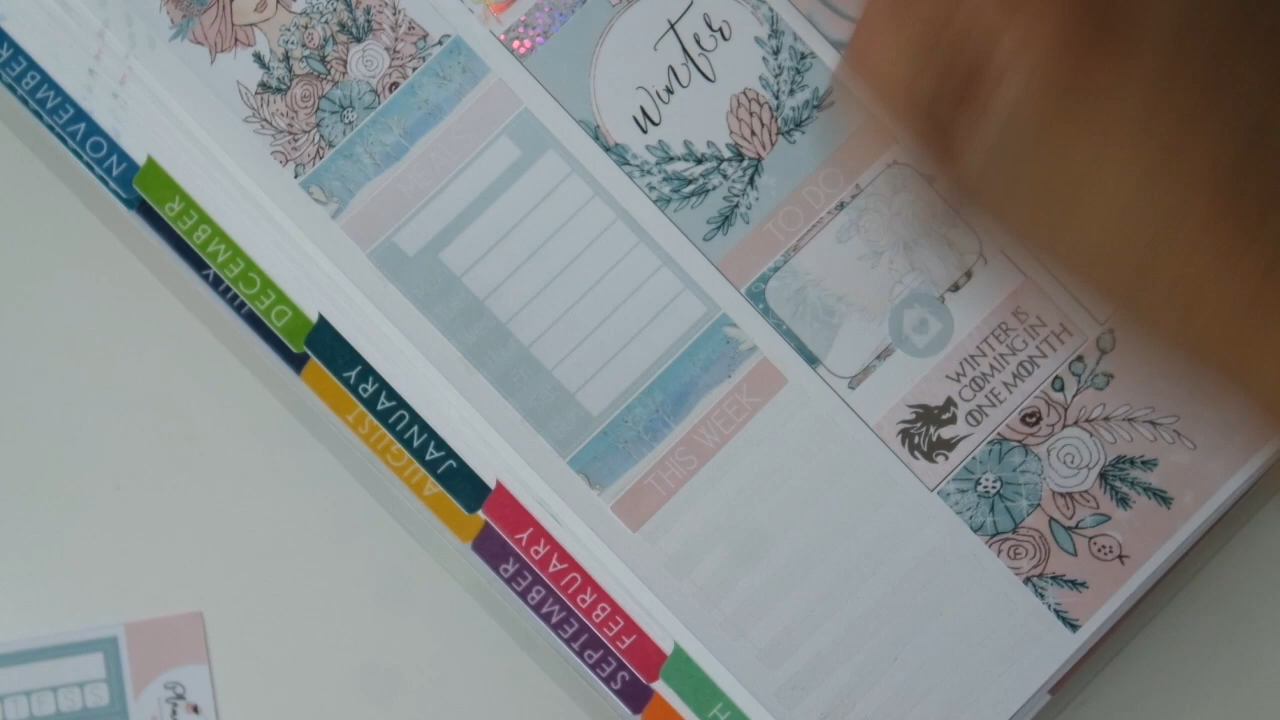 NOVEMBER
DECEMBER
JULY
JANUARY
AUGUST
FEBRUARY
SEPTEMBER
H
winter
TO DO
WINTER IS
COMING IN
ONE MONTH
THIS WEEK